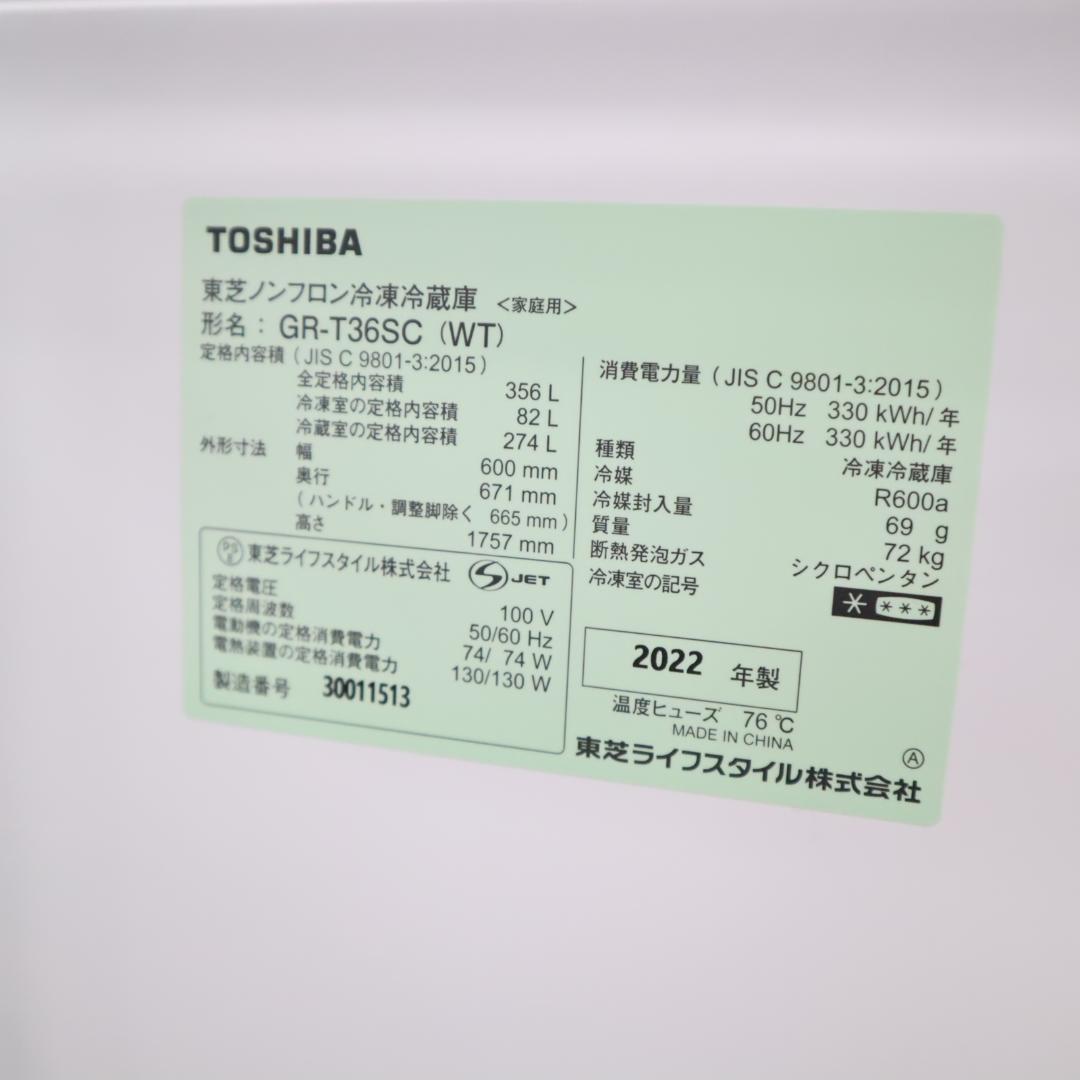 TOSHIBA
東芝ノンフロン冷凍冷蔵庫 <家庭用>
形名: GR-T36SC (WT)
定格内容積 (JIS C 9801-3:2015)
全定格内容積 356 L
冷凍室の定格内容積 82 L
冷蔵室の定格内容積 274 L
外形寸法 幅 600 mm
奥行 671 mm
(ハンドル・調整脚除く 665 mm)
高さ 1757 mm
PSE 東芝ライフスタイル株式会社 S JET
定格電圧 100 V
定格周波数 50/60 Hz
電動機の定格消費電力 74/ 74 W
電熱装置の定格消費電力 130/130 W
製造番号 30011513
消費電力量 (JIS C 9801-3:2015)
50Hz 330 kWh/年
60Hz 330 kWh/年
種類 冷凍冷蔵庫
冷媒 R600a
冷媒封入量 69 g
質量 72 kg
断熱発泡ガス シクロペンタン
冷凍室の記号 * ***
2022 年製
温度ヒューズ 76 ℃
MADE IN CHINA
Ⓐ
東芝ライフスタイル株式会社